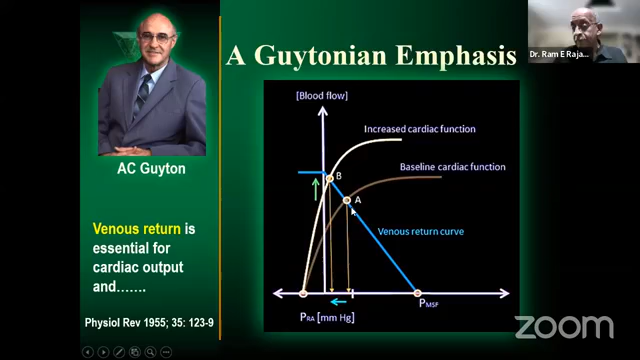 Dr. Ram E Raja...
A Guytonian Emphasis
[Blood flow]
Increased cardiac function
Baseline cardiac function
B
A
Venous return curve
PMSF
PRA [mm Hg]
AC Guyton
Venous return is
essential for
cardiac output
and…….
Physiol Rev 1955; 35: 123-9
zoom